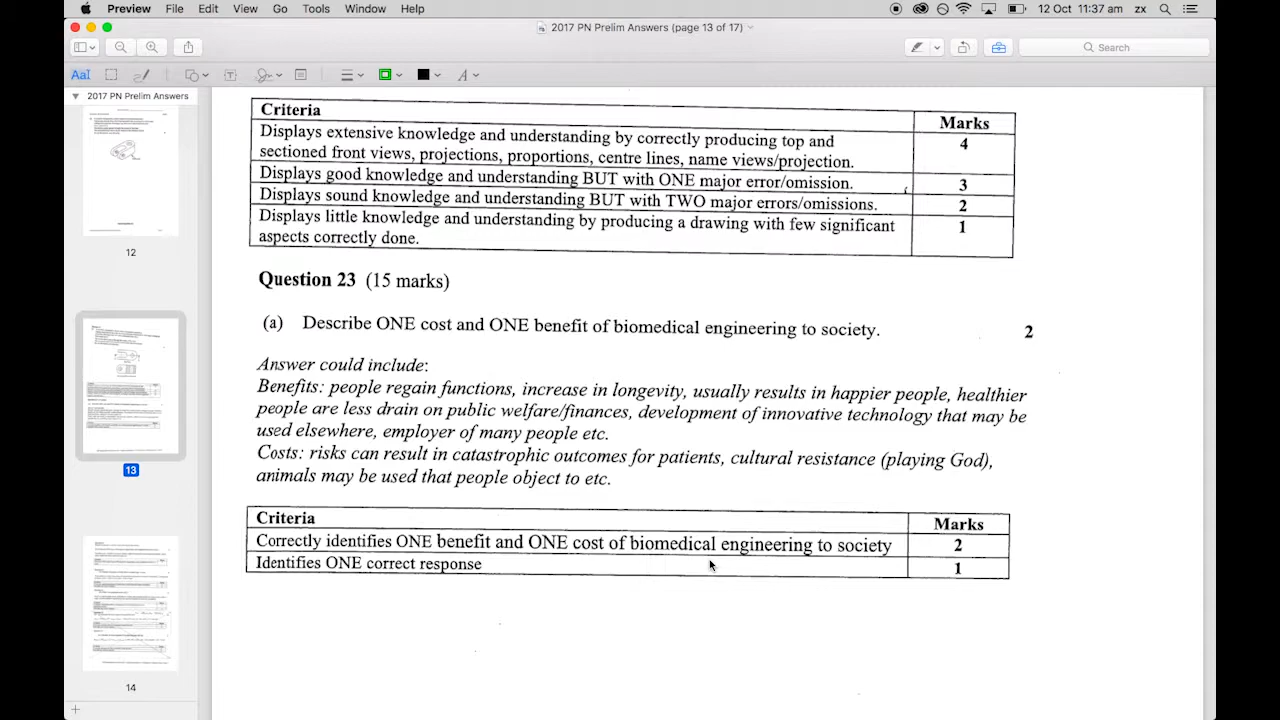 Preview File Edit View Go Tools Window Help 12 Oct 11:37 am zx
2017 PN Prelim Answers (page 13 of 17)
Search
AaI
2017 PN Prelim Answers
12
13
14
Criteria Marks
Displays extensive knowledge and understanding by correctly producing top and
sectioned front views, projections, proportions, centre lines, name views/projection. 4
Displays good knowledge and understanding BUT with ONE major error/omission. 3
Displays sound knowledge and understanding BUT with TWO major errors/omissions. 2
Displays little knowledge and understanding by producing a drawing with few significant
aspects correctly done. 1
Question 23 (15 marks)
(a) Describe ONE cost and ONE benefit of biomedical engineering to society. 2
Answer could include:
Benefits: people regain productivity, increased longevity, usually results in happier people, healthier
people are less drain on public welfare/finances, development of innovative technology that may be
used elsewhere, employer of many people etc.
Costs: risks can result in catastrophic outcomes for patients, cultural resistance (playing God),
animals may be used that people object to etc.
Criteria Marks
Correctly identifies ONE benefit and ONE cost of biomedical engineering to society. 2
Identifies ONE correct response. 1